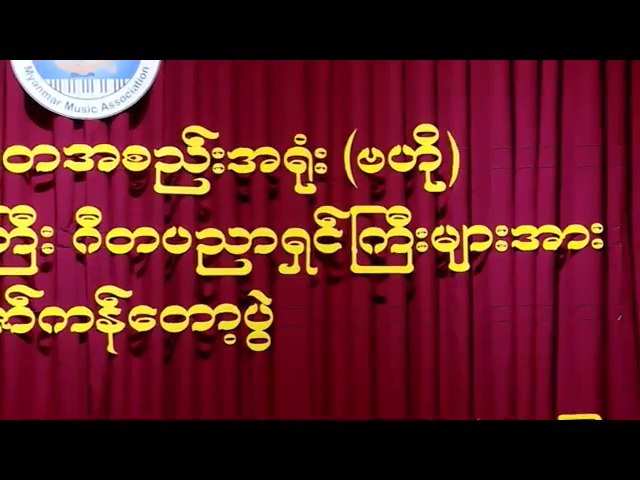 Myanmar Music Association
တအစည်းအရုံး (ဗဟို)
ကြီး ဂီတပညာရှင်ကြီးများအား
ဇာ်ကန်တော့ပွဲ